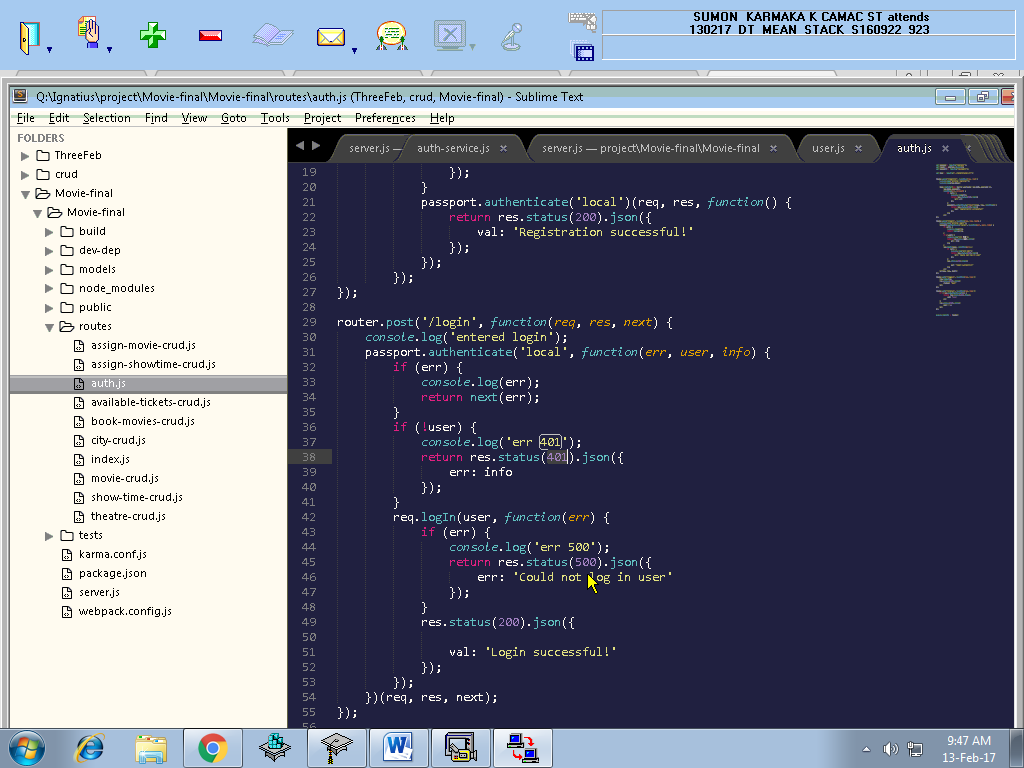 SUMON KARMAKA K CAMAC ST attends
130217 DT MEAN STACK S160922 923
Q:\Ignatius\project\Movie-final\Movie-final\routes\auth.js (ThreeFeb, crud, Movie-final) - Sublime Text
File Edit Selection Find View Goto Tools Project Preferences Help
FOLDERS
ThreeFeb
crud
Movie-final
Movie-final
build
dev-dep
models
node_modules
public
routes
assign-movie-crud.js
assign-showtime-crud.js
auth.js
available-tickets-crud.js
book-movies-crud.js
city-crud.js
index.js
movie-crud.js
show-time-crud.js
theatre-crud.js
tests
karma.conf.js
package.json
server.js
webpack.config.js
server.js — auth-service.js × server.js — project\Movie-final\Movie-final × user.js × auth.js ×
19 });
20 }
21 passport.authenticate('local')(req, res, function() {
22 return res.status(200).json({
23 val: 'Registration successful!'
24 });
25 });
26 });
27 });
28
29 router.post('/login', function(req, res, next) {
30 console.log('entered login');
31 passport.authenticate('local', function(err, user, info) {
32 if (err) {
33 console.log(err);
34 return next(err);
35 }
36 if (!user) {
37 console.log('err 401');
38 return res.status(401).json({
39 err: info
40 });
41 }
42 req.logIn(user, function(err) {
43 if (err) {
44 console.log('err 500');
45 return res.status(500).json({
46 err: 'Could not log in user'
47 });
48 }
49 res.status(200).json({
50
51 val: 'Login successful!'
52 });
53 });
54 })(req, res, next);
55 });
56
9:47 AM
13-Feb-17